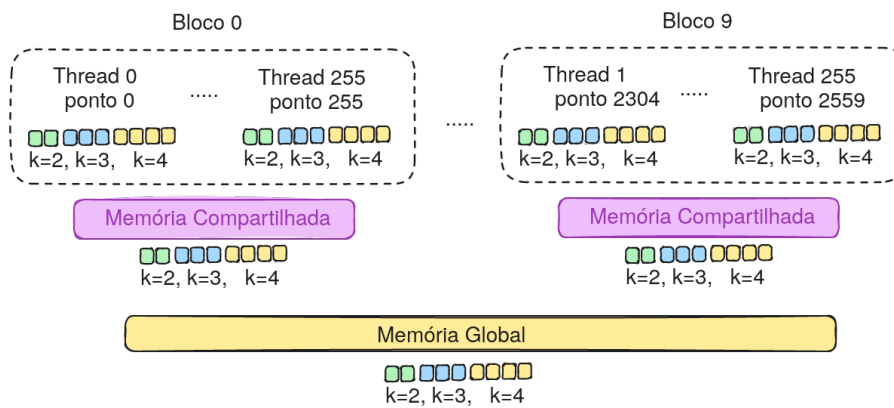 Bloco 0
Bloco 9
Thread 0
ponto 0
.....
Thread 255
ponto 255
.....
Thread 1
ponto 2304
.....
Thread 255
ponto 2559
k=2, k=3, k=4
k=2, k=3, k=4
k=2, k=3, k=4
k=2, k=3, k=4
Memória Compartilhada
Memória Compartilhada
k=2, k=3, k=4
k=2, k=3, k=4
Memória Global
k=2, k=3, k=4